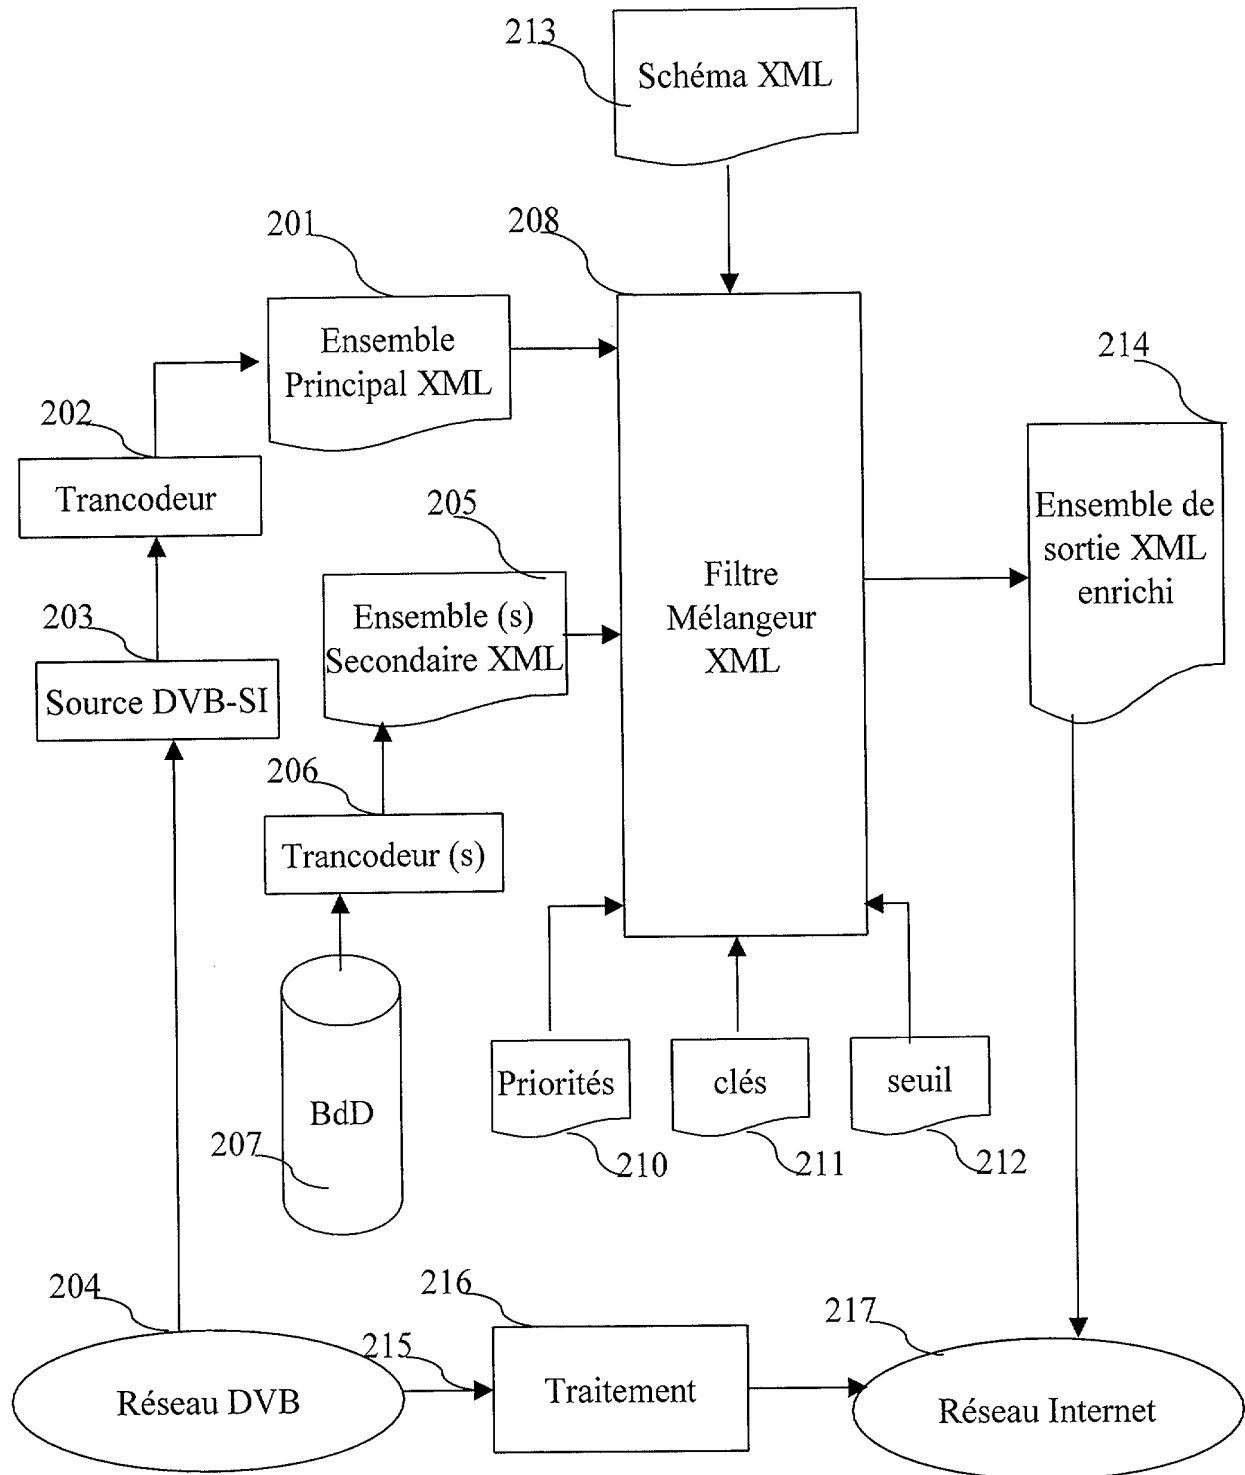 213
Schéma XML
201
208
Ensemble
Principal XML
214
202
Trancodeur
205
Ensemble de
sortie XML
enrichi
Filtre
Mélangeur
XML
203
Ensemble (s)
Secondaire XML
Source DVB-SI
206
Trancodeur (s)
Priorités
clés
seuil
BdD
207
210
211
212
204
216
217
215
Réseau DVB
Traitement
Réseau Internet